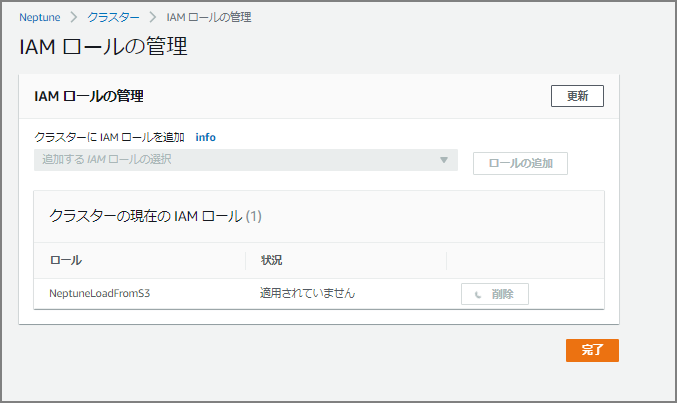 Neptune > クラスター > IAM ロールの管理
IAM ロールの管理
IAM ロールの管理 更新
クラスターに IAM ロールを追加 info
追加する IAM ロールの選択 ロールの追加
クラスターの現在の IAM ロール (1)
ロール 状況
NeptuneLoadFromS3 適用されていません 削除
完了